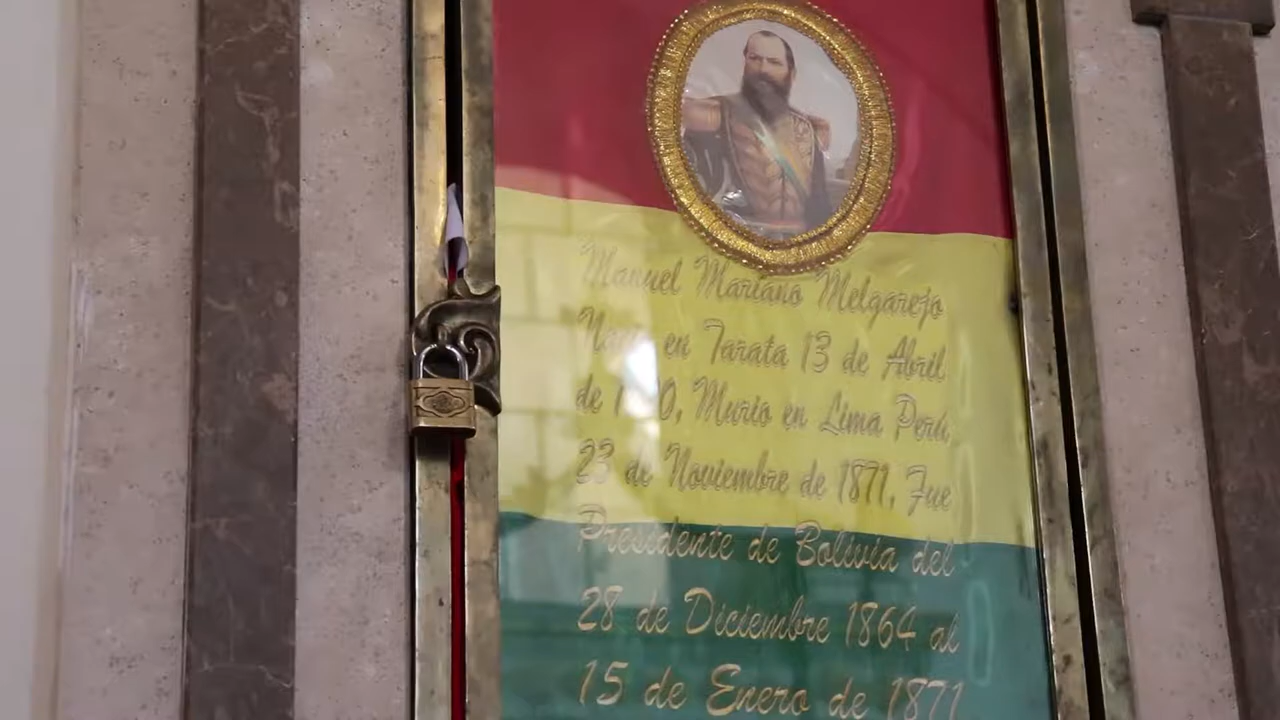 Manuel Mariano Melgarejo
en Tarata 13 de Abril
de Murio en Lima Perú
23 de Noviembre de 1871, Fue
Presidente de Bolivia del
28 de Diciembre 1864 al
15 de Enero de 1871